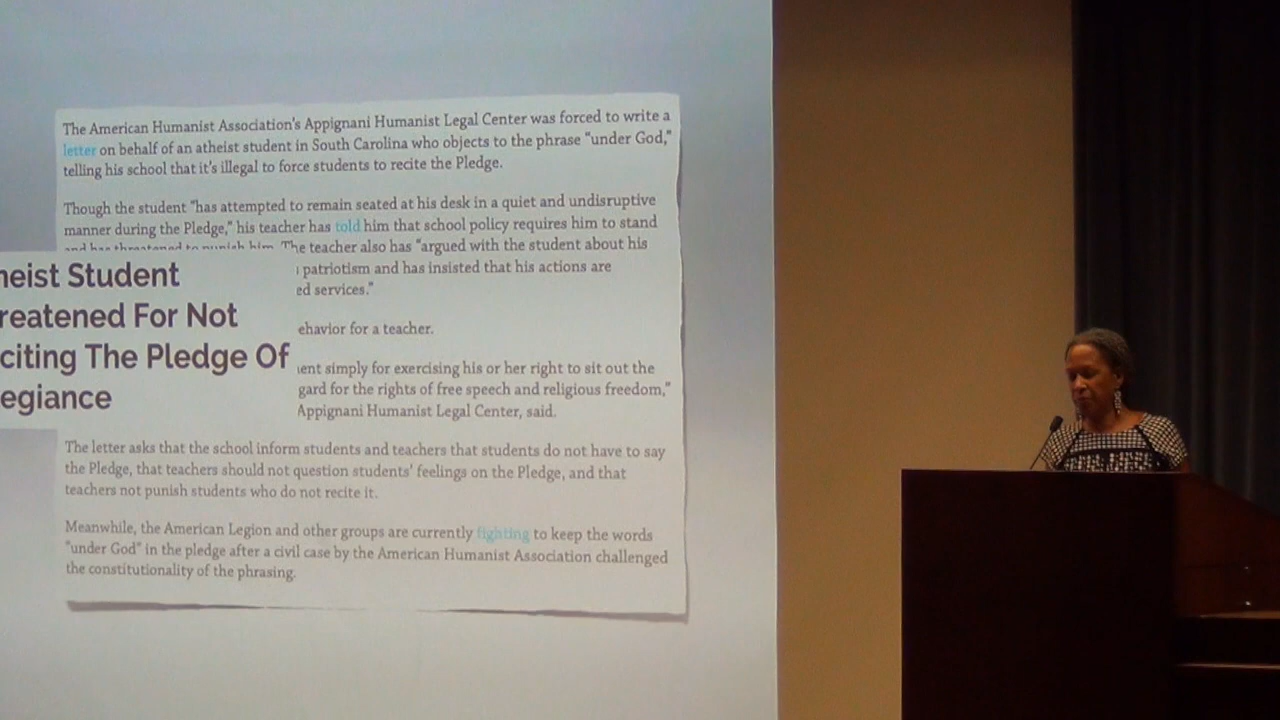 The American Humanist Association's Appignani Humanist Legal Center was forced to write a
letter on behalf of an atheist student in South Carolina who objects to the phrase "under God,"
telling his school that it's illegal to force students to recite the Pledge.
Though the student "has attempted to remain seated at his desk in a quiet and undisruptive
manner during the Pledge," his teacher has told him that school policy requires him to stand
and has threatened to punish him. The teacher also has "argued with the student about his
patriotism and has insisted that his actions are
ed services."
ehavior for a teacher.
ent simply for exercising his or her right to sit out the
gard for the rights of free speech and religious freedom,"
Appignani Humanist Legal Center, said.
heist Student
reatened For Not
citing The Pledge Of
egiance
The letter asks that the school inform students and teachers that students do not have to say
the Pledge, that teachers should not question students' feelings on the Pledge, and that
teachers not punish students who do not recite it.
Meanwhile, the American Legion and other groups are currently fighting to keep the words
"under God" in the pledge after a civil case by the American Humanist Association challenged
the constitutionality of the phrasing.